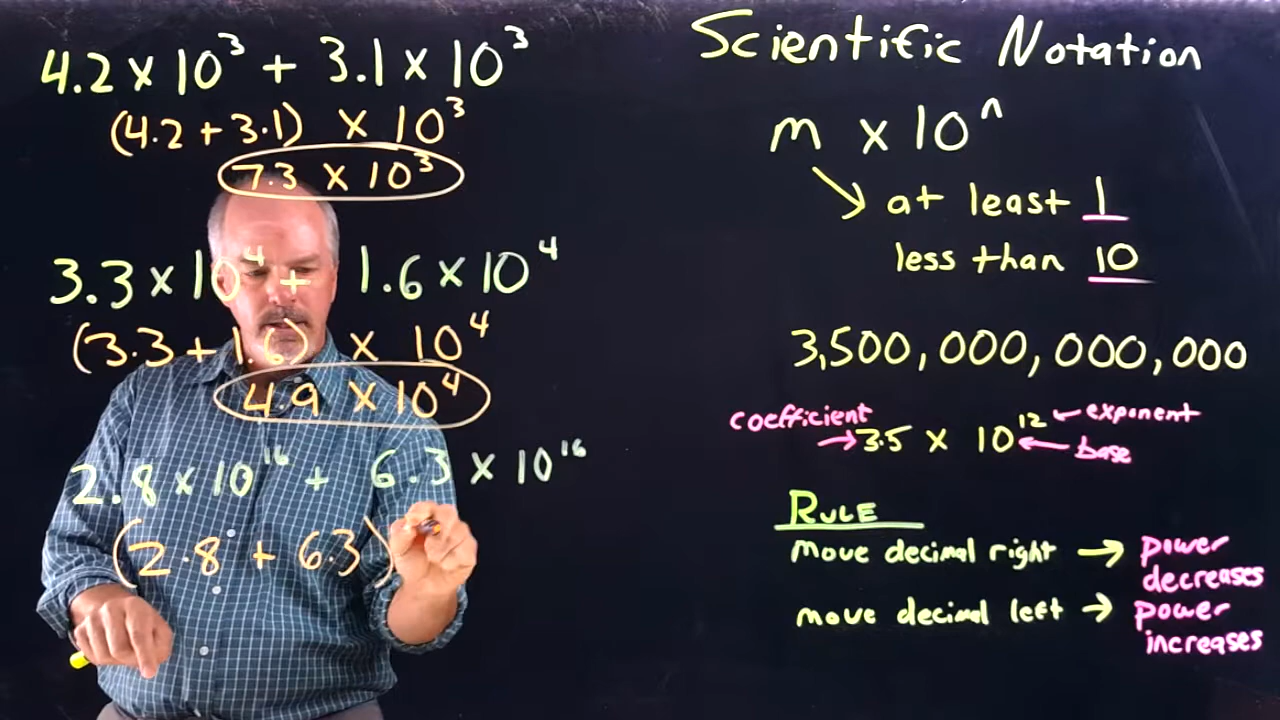 4.2 x 10³ + 3.1 x 10³
(4.2 + 3.1) x 10³
7.3 x 10³
3.3 x 10⁴ + 1.6 x 10⁴
(3.3 + 1.6) x 10⁴
4.9 x 10⁴
2.8 x 10¹⁶ + 6.3 x 10¹⁶
(2.8 + 6.3)
Scientific Notation
m x 10ⁿ
at least 1
less than 10
3,500,000,000,000
coefficient
3.5 x 10¹²
exponent
base
RULE
move decimal right → power decreases
move decimal left → power increases